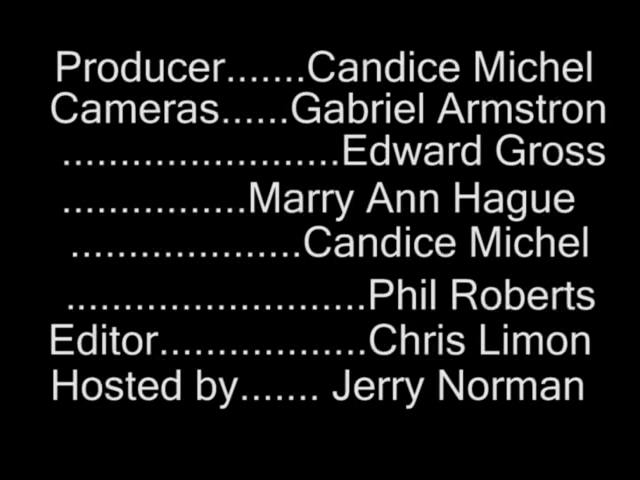 Producer.......Candice Michel
Cameras......Gabriel Armstron
........................Edward Gross
................Marry Ann Hague
....................Candice Michel
..........................Phil Roberts
Editor..................Chris Limon
Hosted by....... Jerry Norman